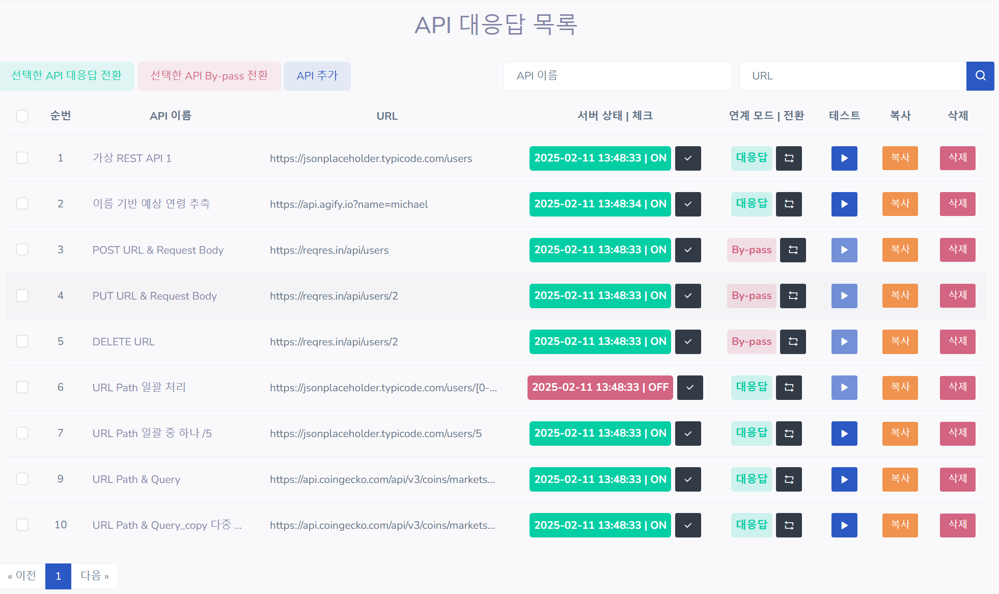 API 대응답 목록
선택한 API 대응답 전환 선택한 API By-pass 전환 API 추가 API 이름 URL
순번 API 이름 URL 서버 상태 | 체크 연계 모드 | 전환 테스트 복사 삭제
1 가상 REST API 1 https://jsonplaceholder.typicode.com/users 2025-02-11 13:48:33 | ON 대응답 복사 삭제
2 이름 기반 예상 연령 추측 https://api.agify.io?name=michael 2025-02-11 13:48:34 | ON 대응답 복사 삭제
3 POST URL & Request Body https://reqres.in/api/users 2025-02-11 13:48:33 | ON By-pass 복사 삭제
4 PUT URL & Request Body https://reqres.in/api/users/2 2025-02-11 13:48:33 | ON By-pass 복사 삭제
5 DELETE URL https://reqres.in/api/users/2 2025-02-11 13:48:33 | ON By-pass 복사 삭제
6 URL Path 일괄 처리 https://jsonplaceholder.typicode.com/users/[0-... 2025-02-11 13:48:33 | OFF 대응답 복사 삭제
7 URL Path 일괄 중 하나 /5 https://jsonplaceholder.typicode.com/users/5 2025-02-11 13:48:33 | ON 대응답 복사 삭제
9 URL Path & Query https://api.coingecko.com/api/v3/coins/markets... 2025-02-11 13:48:33 | ON 대응답 복사 삭제
10 URL Path & Query_copy 다중 ... https://api.coingecko.com/api/v3/coins/markets... 2025-02-11 13:48:33 | ON 대응답 복사 삭제
« 이전 1 다음 »